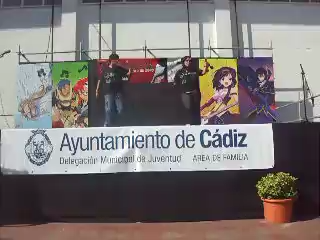 Ayuntamiento de Cádiz
Delegación Municipal de Juventud AREA DE FAMILIA